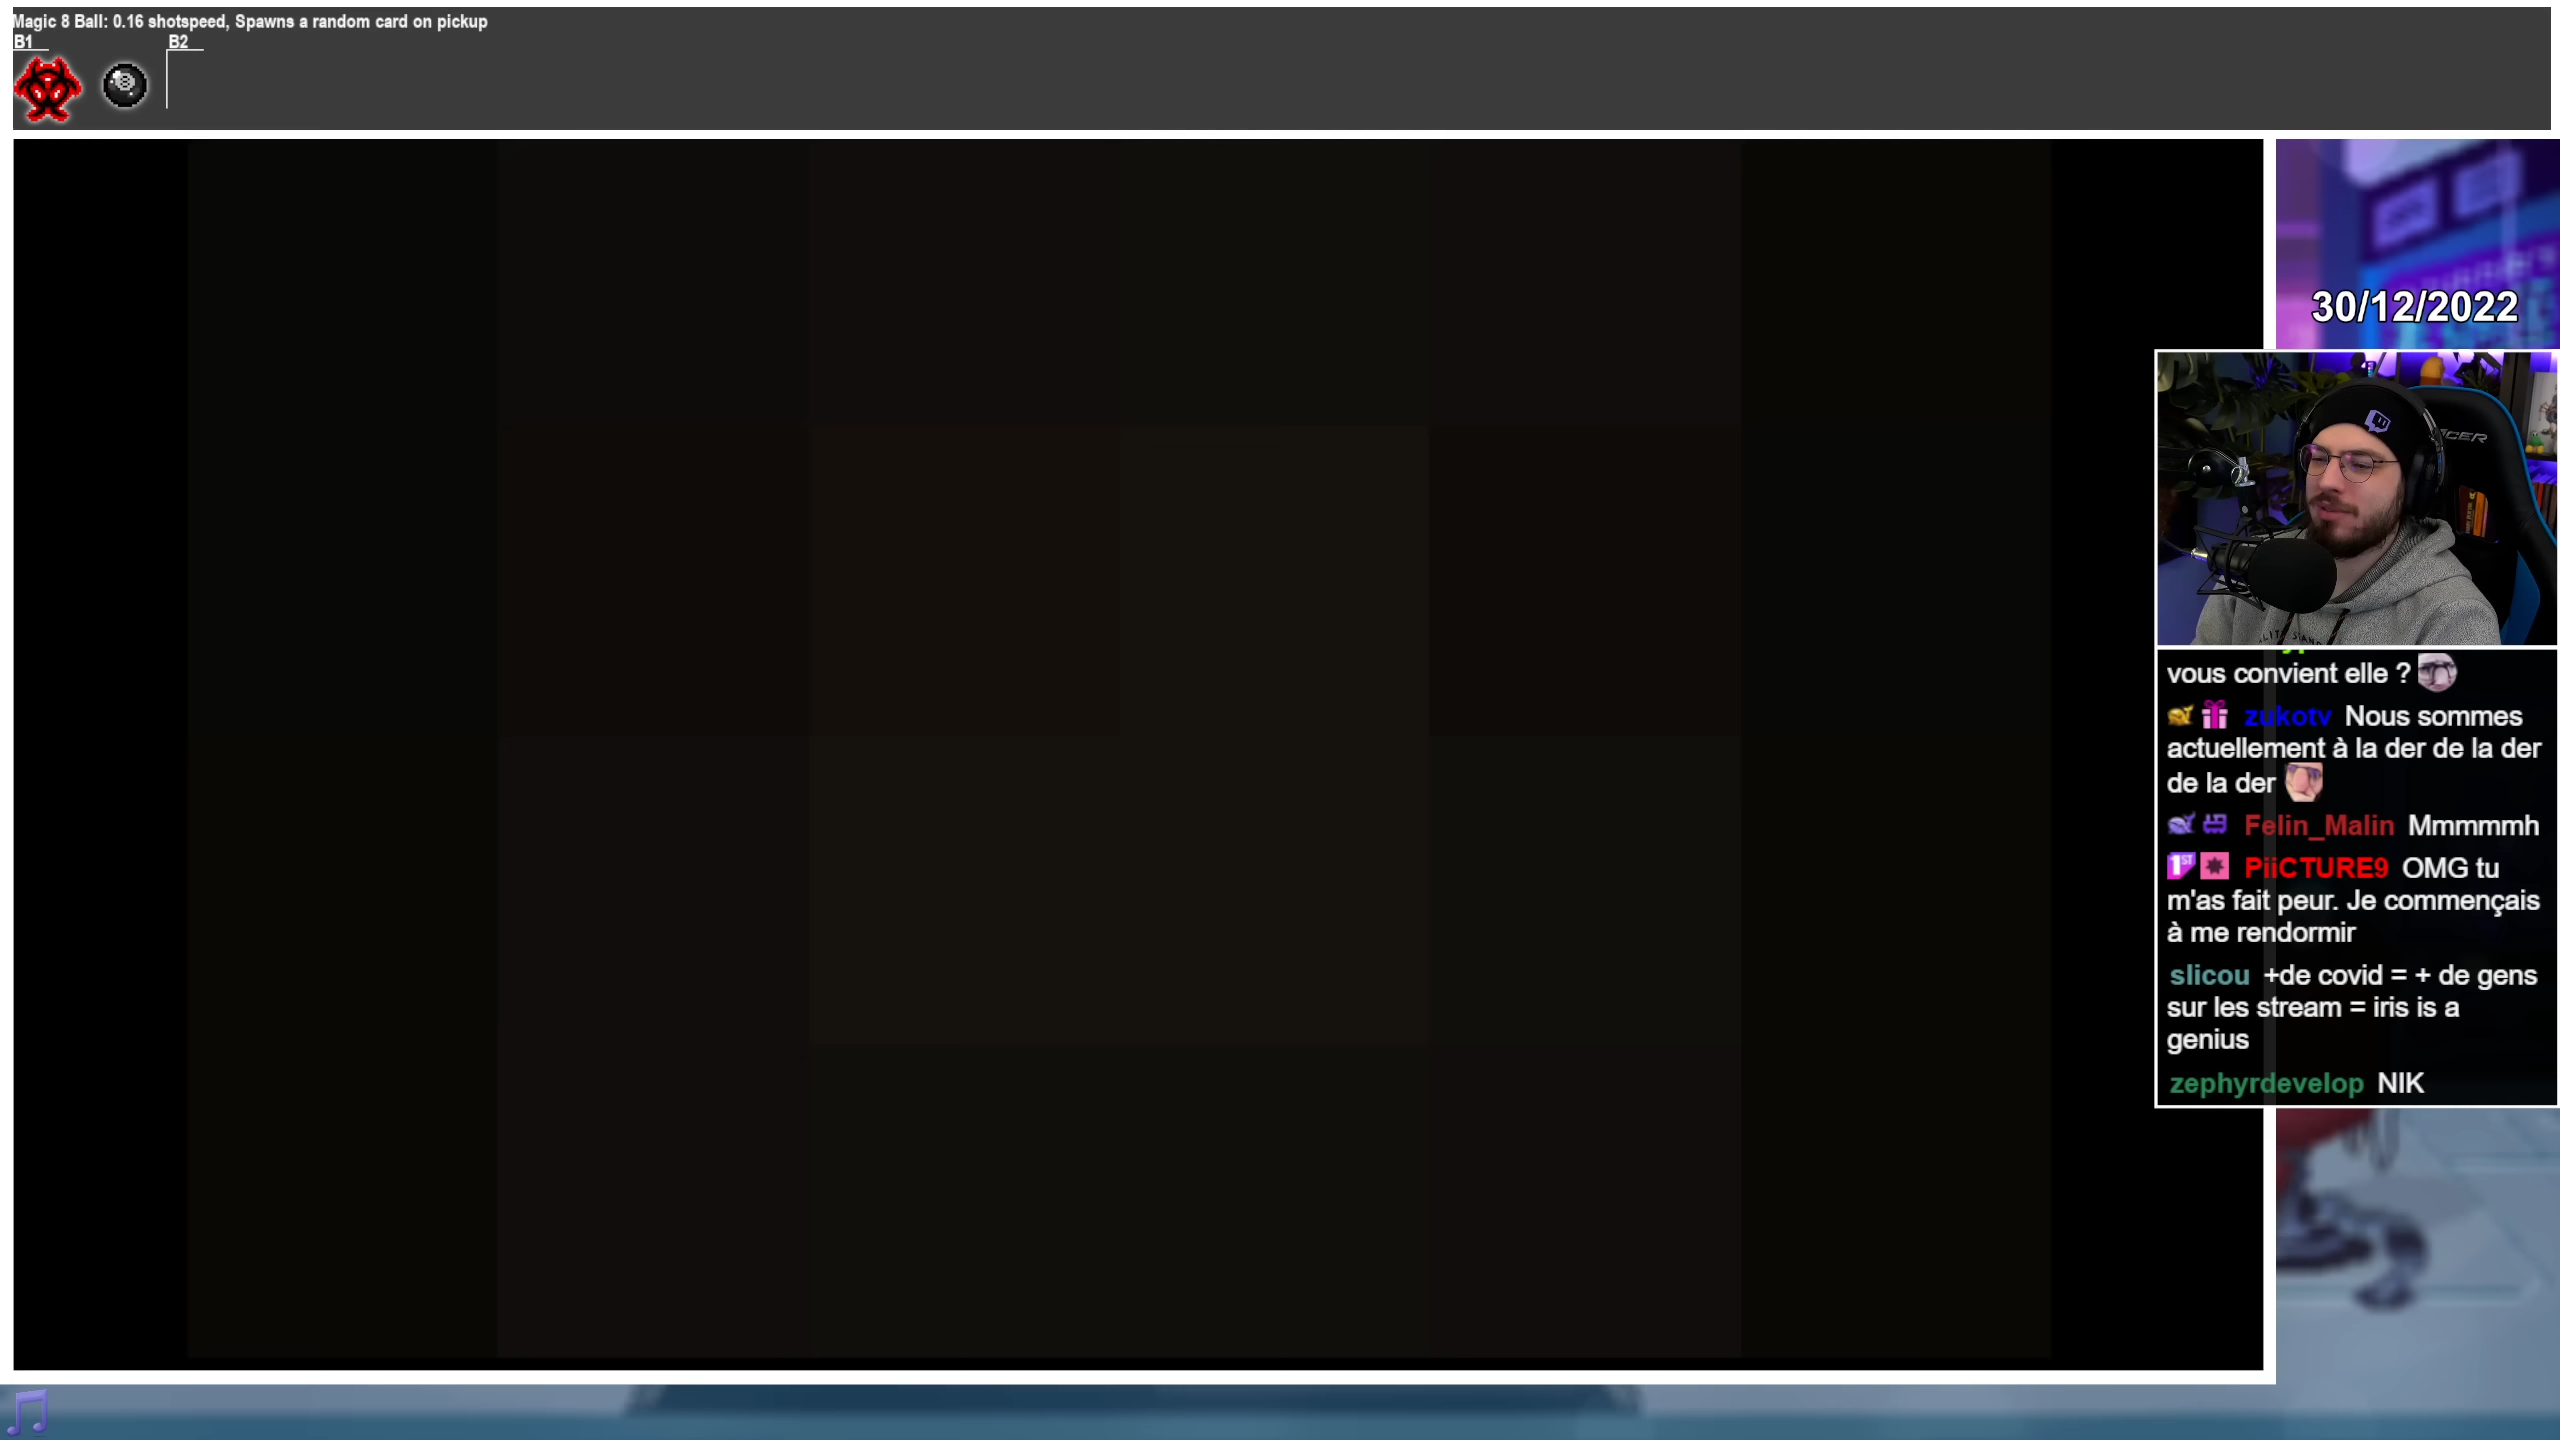 Magic 8 Ball: 0.16 shotspeed, Spawns a random card on pickup
B1 B2
30/12/2022
vous convient elle ?
zukotv Nous sommes
actuellement à la der de la der
de la der
Felin_Malin Mmmmmh
1ST PiiCTURE9 OMG tu
m'as fait peur. Je commençais
à me rendormir
slicou +de covid = + de gens
sur les stream = iris is a
genius
zephyrdevelop NIK